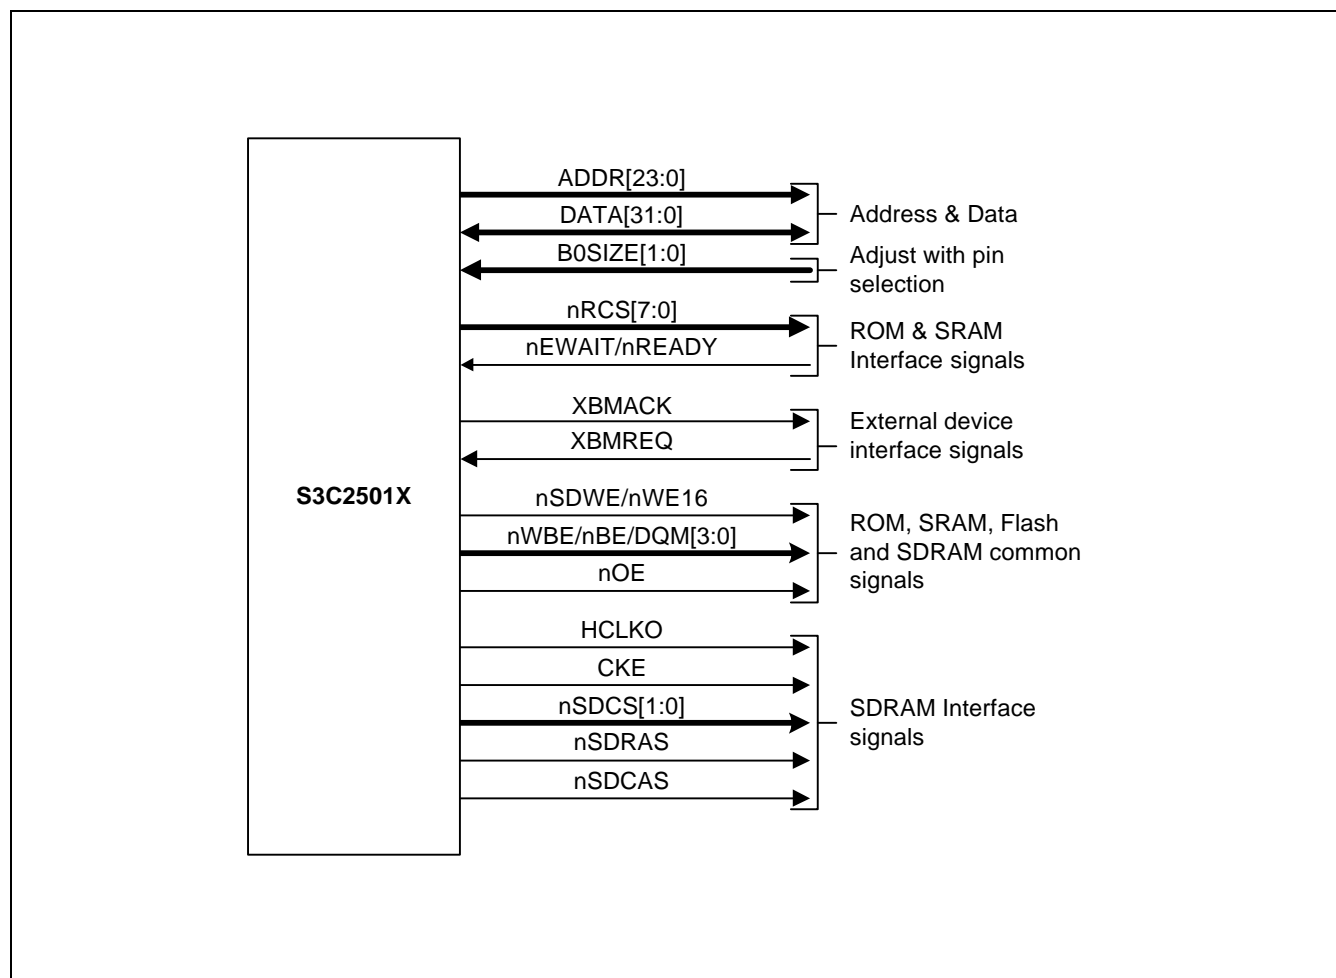 ADDR[23:0]
DATA[31:0]
Address & Data
B0SIZE[1:0]
Adjust with pin
selection
nRCS[7:0]
nEWAIT/nREADY
ROM & SRAM
Interface signals
XBMACK
XBMREQ
External device
interface signals
S3C2501X
nSDWE/nWE16
nWBE/nBE/DQM[3:0]
nOE
ROM, SRAM, Flash
and SDRAM common
signals
HCLKO
CKE
nSDCS[1:0]
nSDRAS
nSDCAS
SDRAM Interface
signals